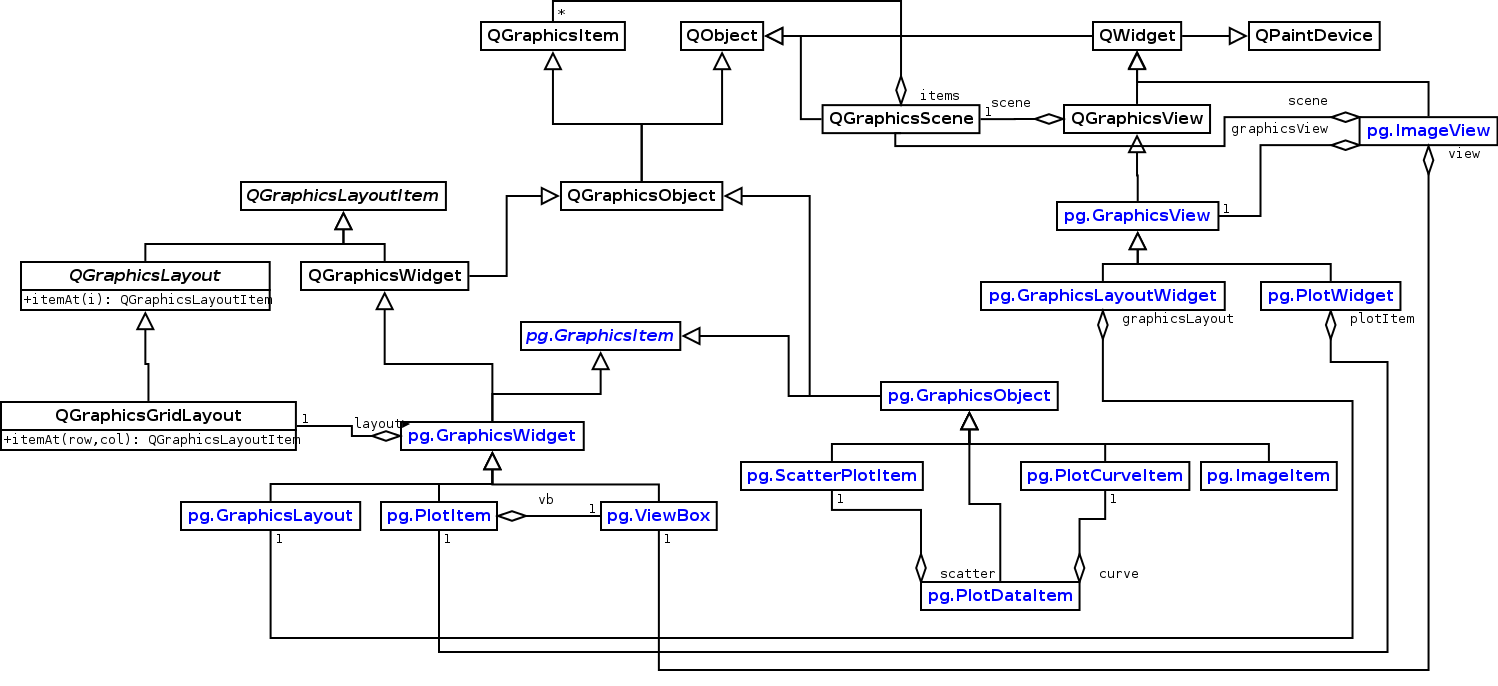 *
QGraphicsItem
QObject
QWidget
QPaintDevice
items
scene
scene
1
QGraphicsScene
QGraphicsView
graphicsView
pg.ImageView
view
QGraphicsLayoutItem
QGraphicsObject
pg.GraphicsView
1
QGraphicsLayout
+itemAt(i): QGraphicsLayoutItem
QGraphicsWidget
pg.GraphicsLayoutWidget
pg.PlotWidget
graphicsLayout
plotItem
pg.GraphicsItem
pg.GraphicsObject
QGraphicsGridLayout
+itemAt(row,col): QGraphicsLayoutItem
1
layout
pg.GraphicsWidget
pg.ScatterPlotItem
pg.PlotCurveItem
pg.ImageItem
1
1
vb
1
pg.GraphicsLayout
pg.PlotItem
pg.ViewBox
1
1
1
scatter
curve
pg.PlotDataItem